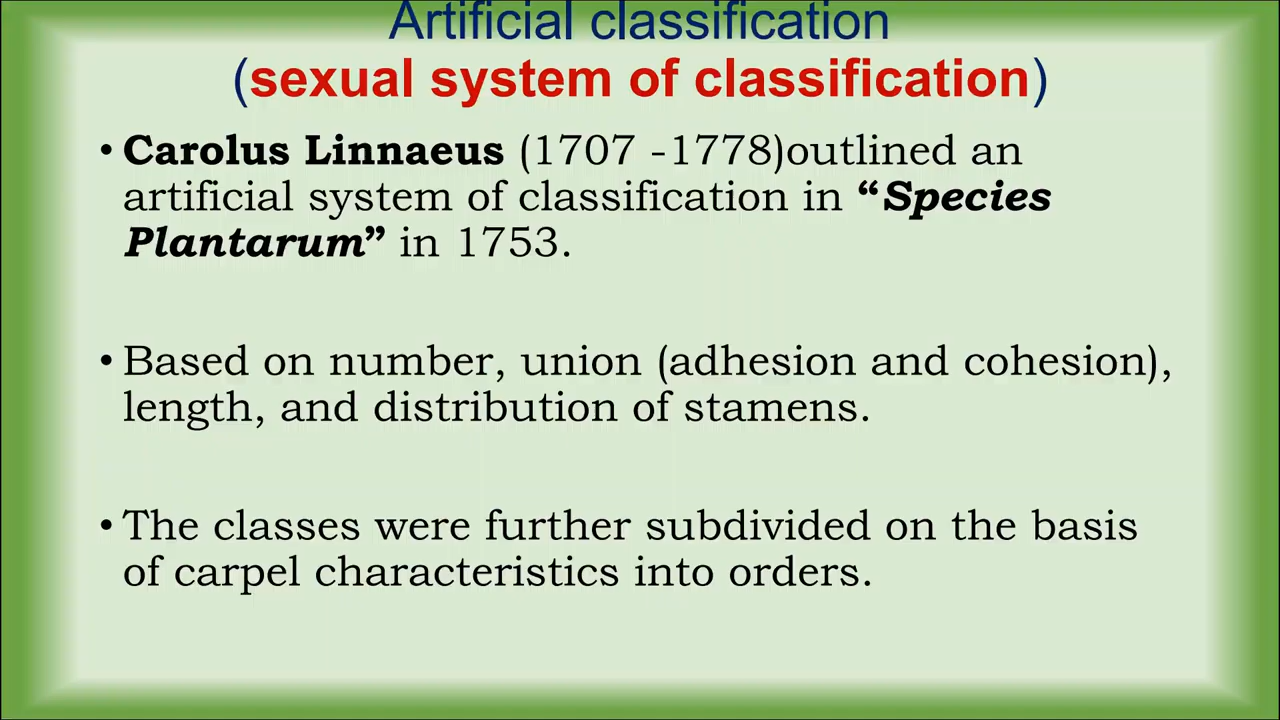 Artificial classification
(sexual system of classification)
• Carolus Linnaeus (1707 -1778)outlined an
artificial system of classification in “Species
Plantarum” in 1753.
• Based on number, union (adhesion and cohesion),
length, and distribution of stamens.
• The classes were further subdivided on the basis
of carpel characteristics into orders.